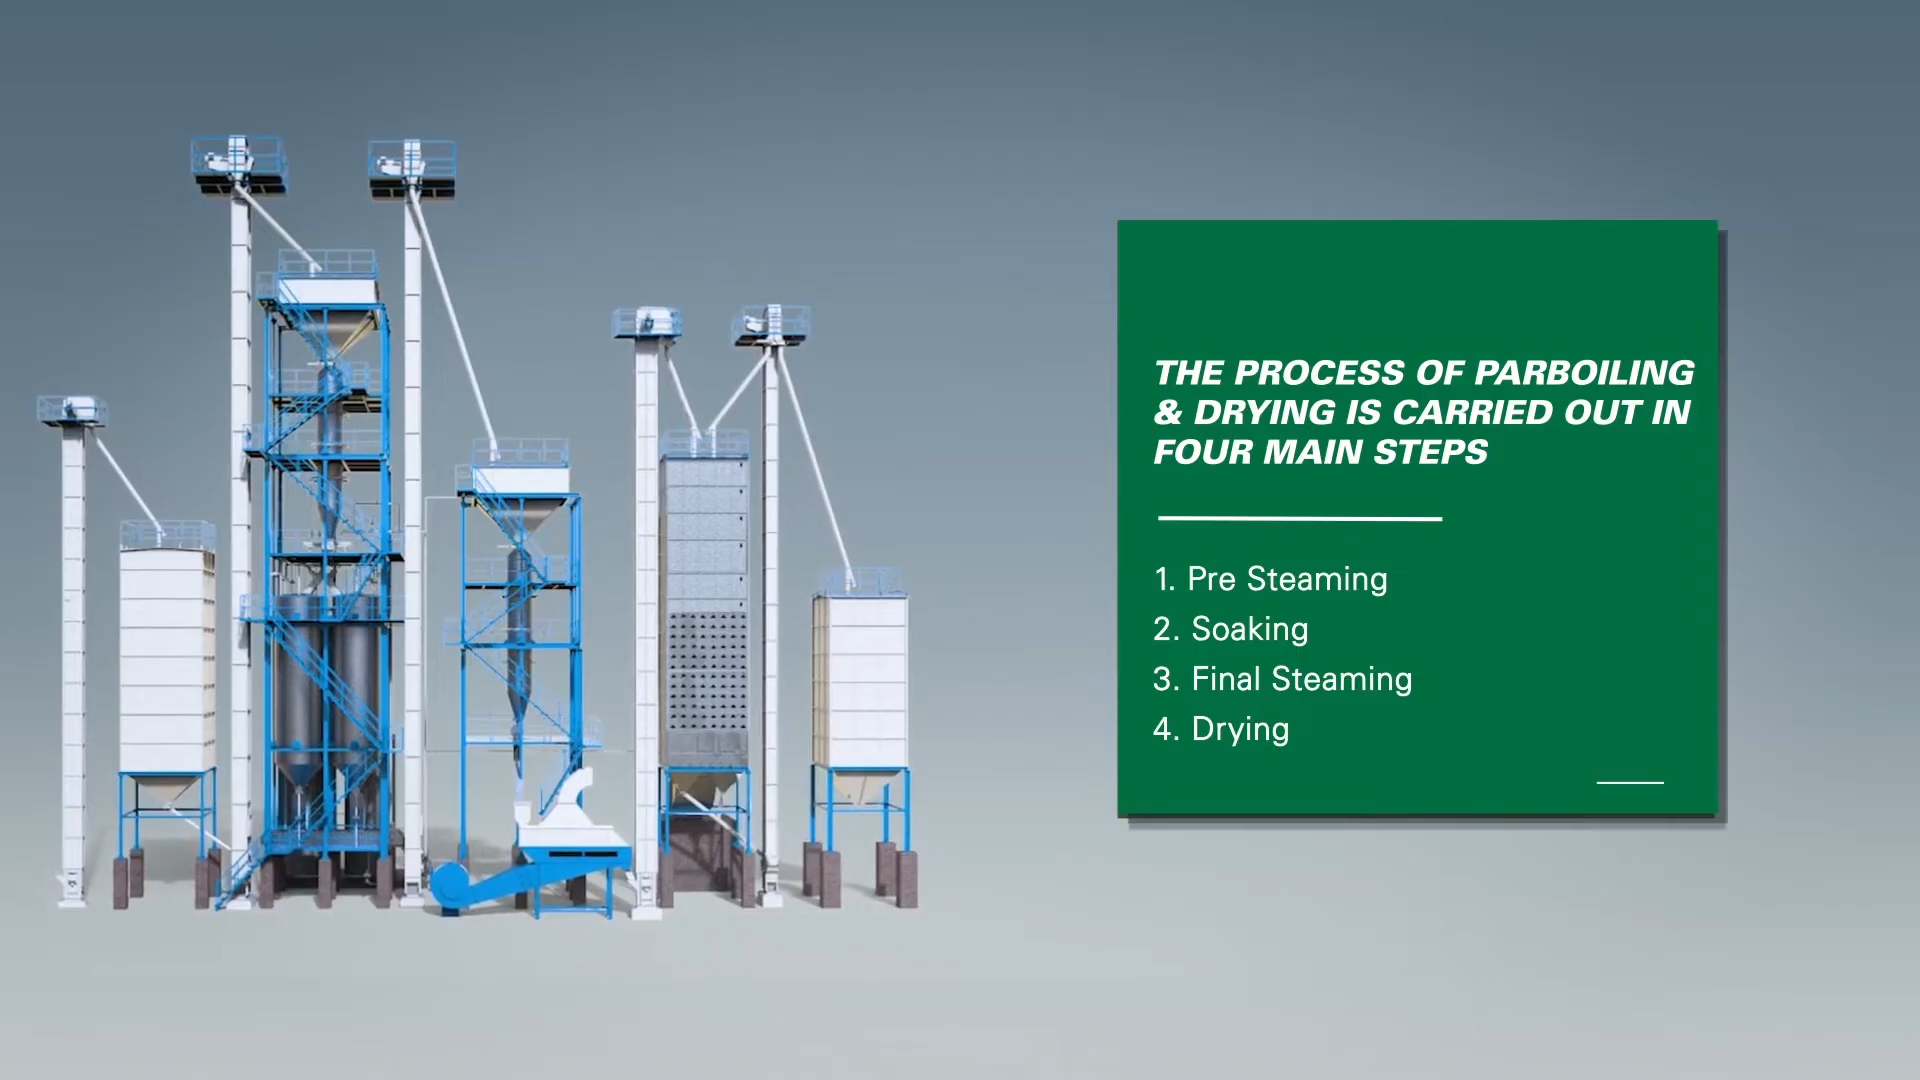 THE PROCESS OF PARBOILING
& DRYING IS CARRIED OUT IN
FOUR MAIN STEPS
1. Pre Steaming
2. Soaking
3. Final Steaming
4. Drying